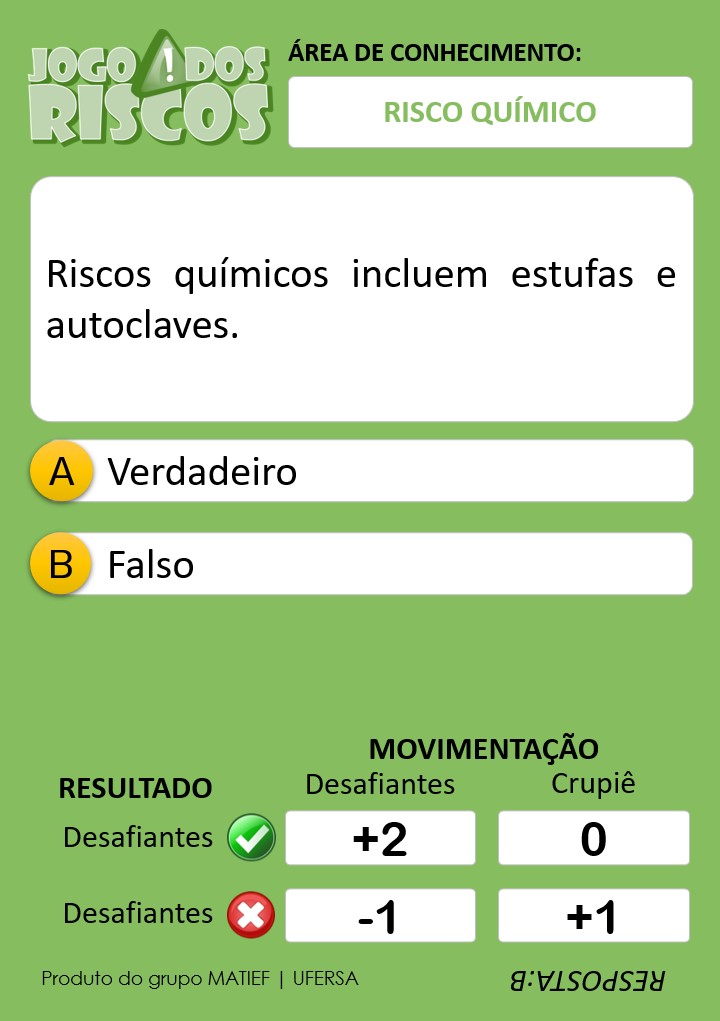 JOGO ! DOS
RISCOS
ÁREA DE CONHECIMENTO:
RISCO QUÍMICO
Riscos químicos incluem estufas e
autoclaves.
A Verdadeiro
B Falso
MOVIMENTAÇÃO
RESULTADO Desafiantes Crupiê
Desafiantes +2 0
Desafiantes -1 +1
Produto do grupo MATIEF | UFERSA RESPOSTA:B